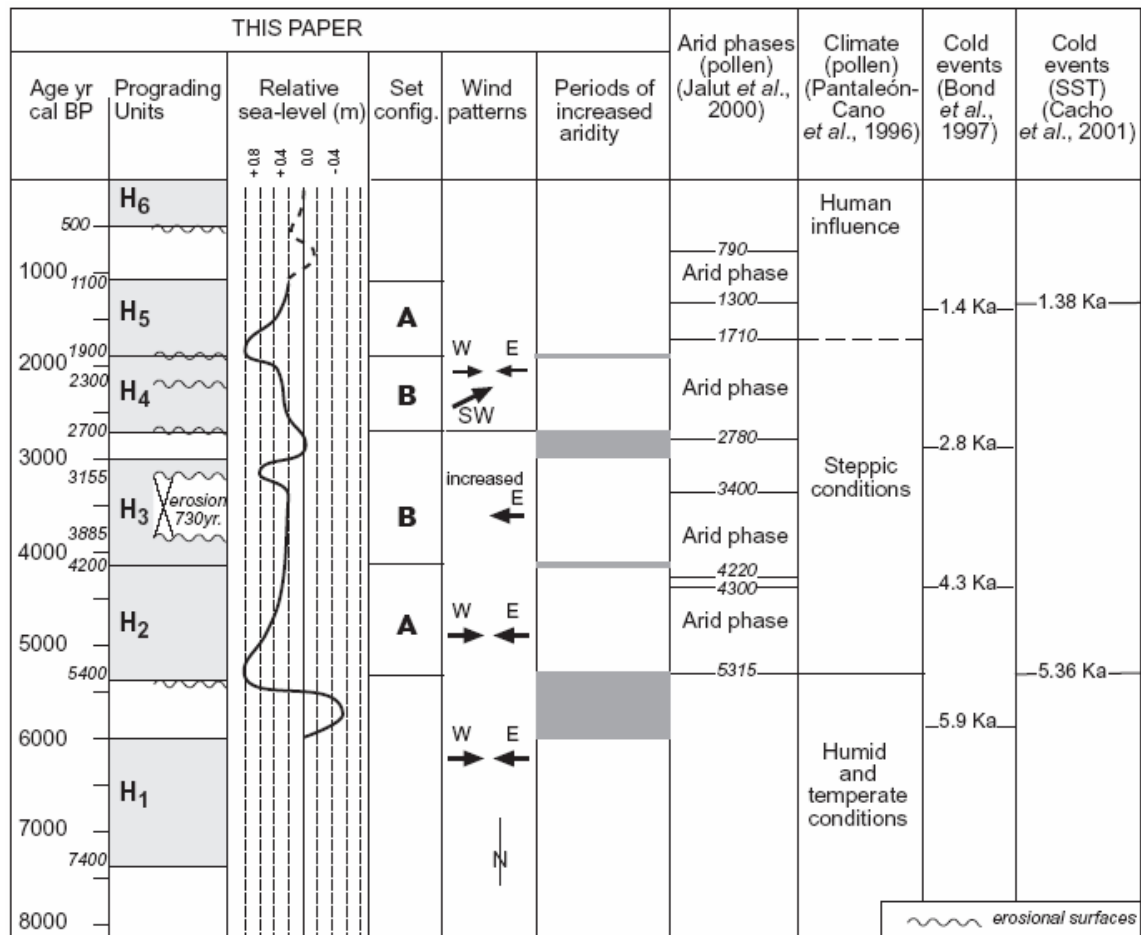 THIS PAPER
Age yr
cal BP
Prograding
Units
Relative
sea-level (m)
+ 0.8
+ 0.4
0.0
- 0.4
Set
config.
Wind
patterns
Periods of
increased
aridity
Arid phases
(pollen)
(Jalut et al.,
2000)
Climate
(pollen)
(Pantaleón-
Cano
et al., 1996)
Cold
events
(Bond
et al.,
1997)
Cold
events
(SST)
(Cacho
et al., 2001)
500
1000
1100
1900
2000
2300
2700
3000
3155
3885
4000
4200
5000
5400
6000
7000
7400
8000
H6
H5
H4
H3
erosion
730yr.
H2
H1
A
B
B
A
W E
SW
increased
E
W E
W E
N
790
Arid phase
1300
1710
Arid phase
2780
3400
Arid phase
4220
4300
Arid phase
5315
Human
influence
Steppic
conditions
Humid
and
temperate
conditions
1.4 Ka
2.8 Ka
4.3 Ka
5.9 Ka
1.38 Ka
5.36 Ka
erosional surfaces